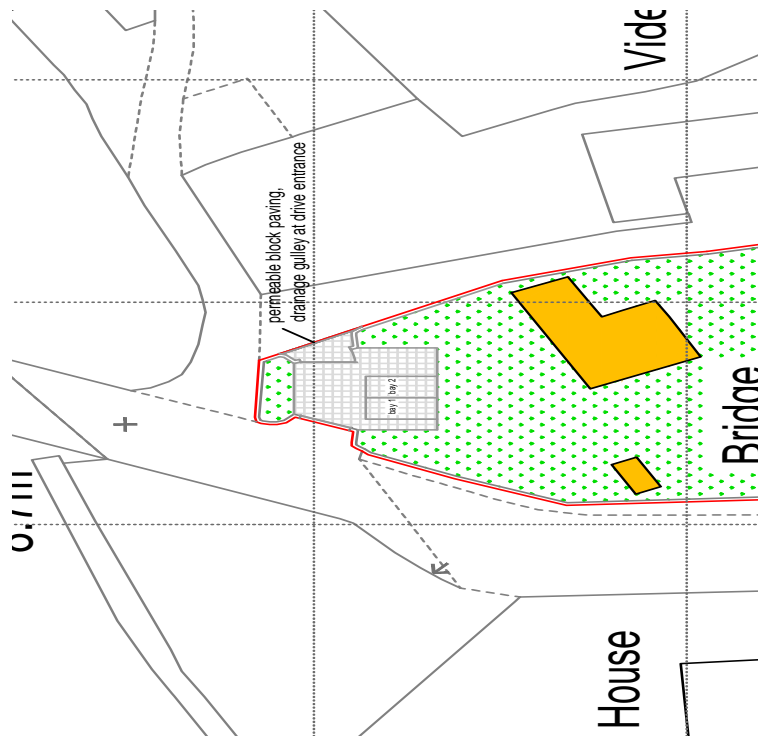 Vide
permeable block paving,
drainage gulley at drive entrance
bay 1 bay 2
Bridge
House